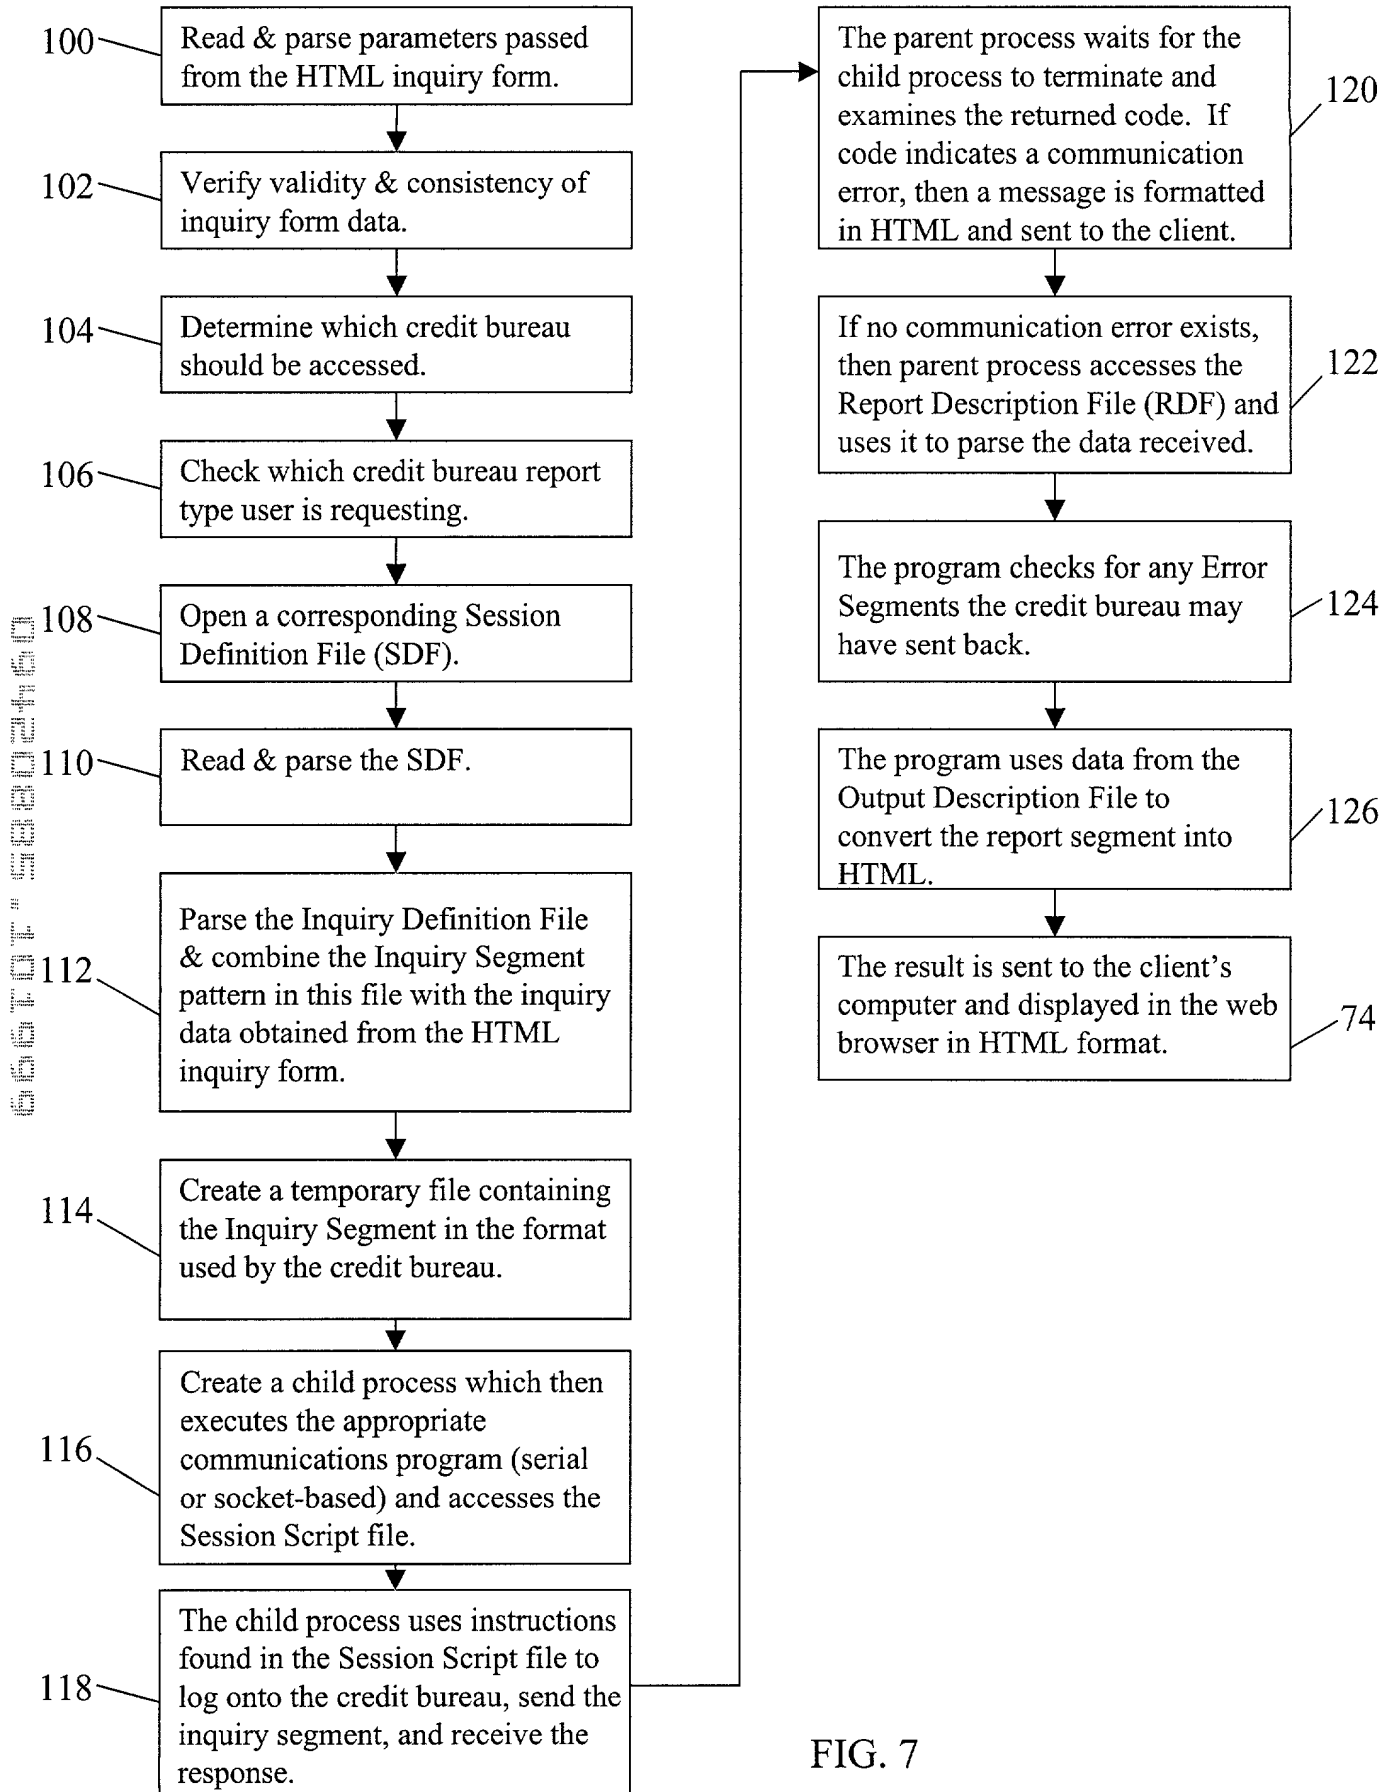 100
Read & parse parameters passed
from the HTML inquiry form.
102
Verify validity & consistency of
inquiry form data.
104
Determine which credit bureau
should be accessed.
106
Check which credit bureau report
type user is requesting.
108
Open a corresponding Session
Definition File (SDF).
110
Read & parse the SDF.
112
Parse the Inquiry Definition File
& combine the Inquiry Segment
pattern in this file with the inquiry
data obtained from the HTML
inquiry form.
114
Create a temporary file containing
the Inquiry Segment in the format
used by the credit bureau.
116
Create a child process which then
executes the appropriate
communications program (serial
or socket-based) and accesses the
Session Script file.
118
The child process uses instructions
found in the Session Script file to
log onto the credit bureau, send the
inquiry segment, and receive the
response.
The parent process waits for the
child process to terminate and
examines the returned code. If
code indicates a communication
error, then a message is formatted
in HTML and sent to the client.
120
If no communication error exists,
then parent process accesses the
Report Description File (RDF) and
uses it to parse the data received.
122
The program checks for any Error
Segments the credit bureau may
have sent back.
124
The program uses data from the
Output Description File to
convert the report segment into
HTML.
126
The result is sent to the client's
computer and displayed in the web
browser in HTML format.
74
FIG. 7